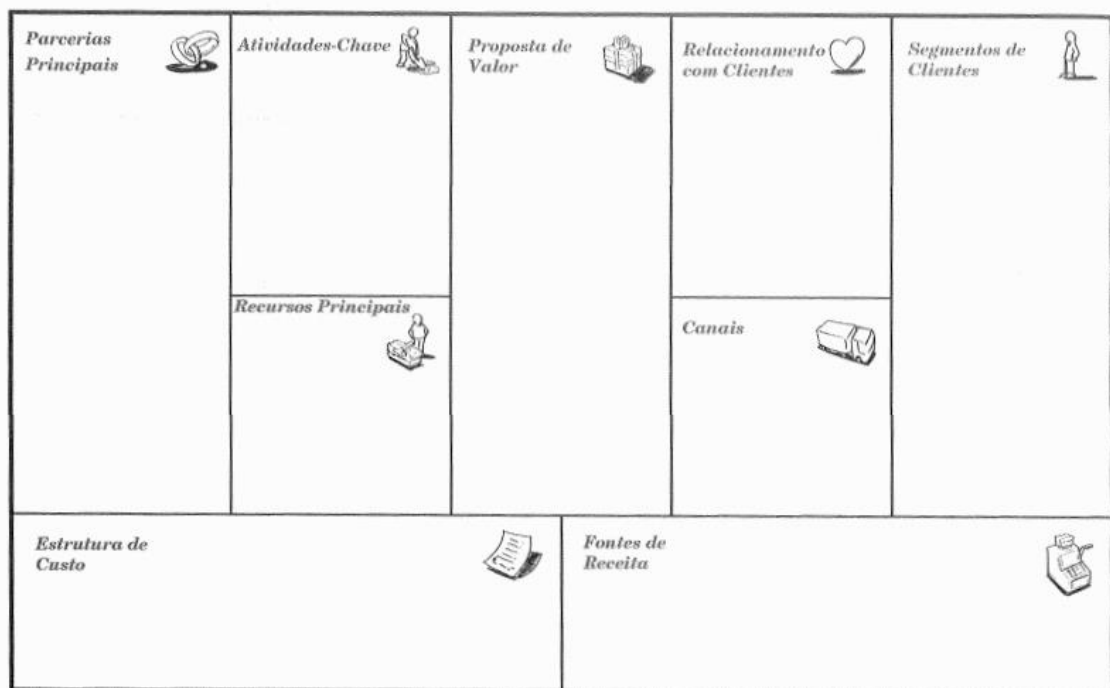 Parcerias
Principais
Atividades-Chave
Recursos Principais
Proposta de
Valor
Relacionamento
com Clientes
Canais
Segmentos de
Clientes
Estrutura de
Custo
Fontes de
Receita